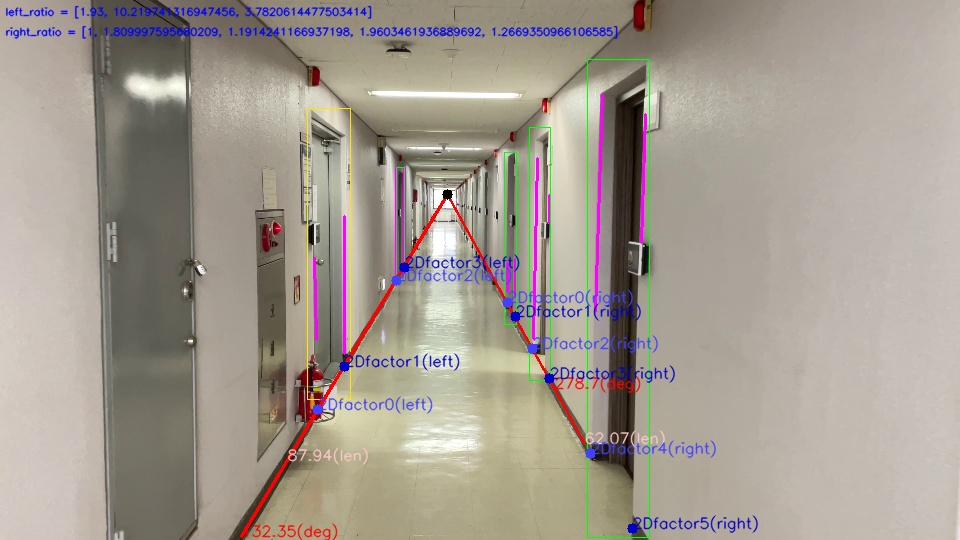 left_ratio = [1.93, 10.219741316947456, 3.7820614477503414]
right_ratio = [1, 1.809997595680209, 1.1914241166937198, 1.9603461936889692, 1.2669350966106585]
2Dfactor3(left)
2Dfactor2(left)
2Dfactor0(right)
2Dfactor1(right)
2Dfactor2(right)
2Dfactor1(left)
2Dfactor3(right)
278.7(deg)
2Dfactor0(left)
62.07(len)
2Dfactor4(right)
87.94(len)
2Dfactor5(right)
32.35(deg)